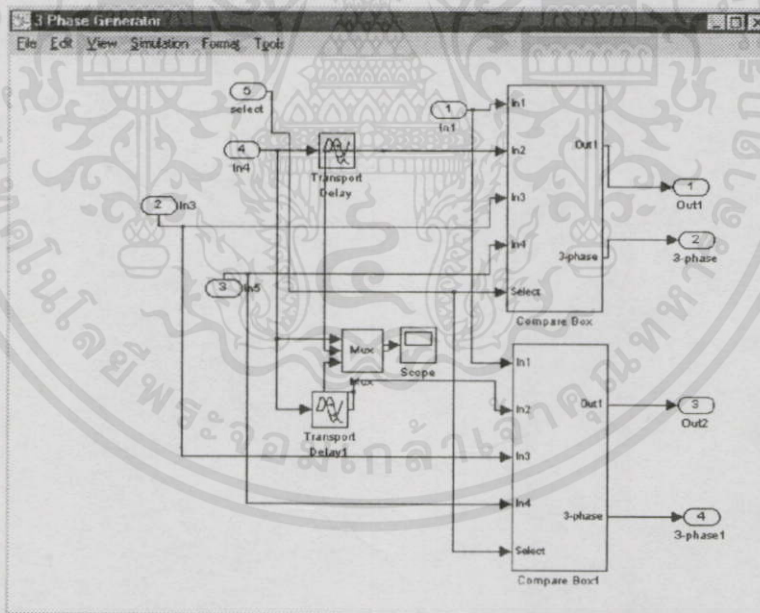 3 Phase Generator
File Edit View Simulation Format Tools
5
select
1
In1
4
In4
Transport
Delay
2
In3
3
In5
Mux
Mux
Scope
Transport
Delay1
In1
In2
In3
In4
Select
Out1
3-phase
Compare Box
1
Out1
2
3-phase
In1
In2
In3
In4
Select
Out1
3-phase
Compare Box1
3
Out2
4
3-phase1